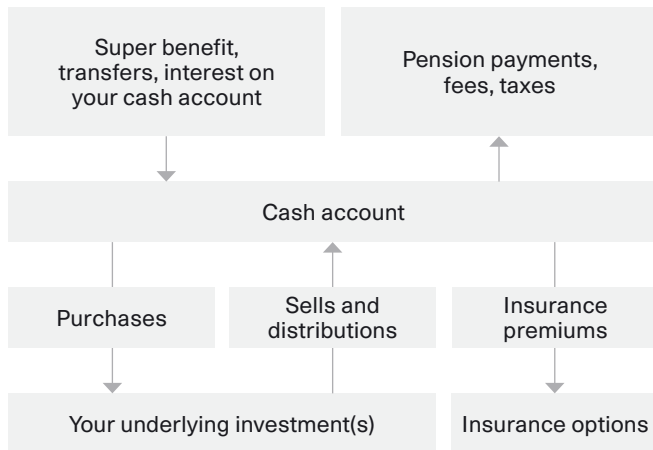 Super benefit,
transfers, interest on
your cash account
Pension payments,
fees, taxes
Cash account
Purchases
Sells and
distributions
Insurance
premiums
Your underlying investment(s)
Insurance options